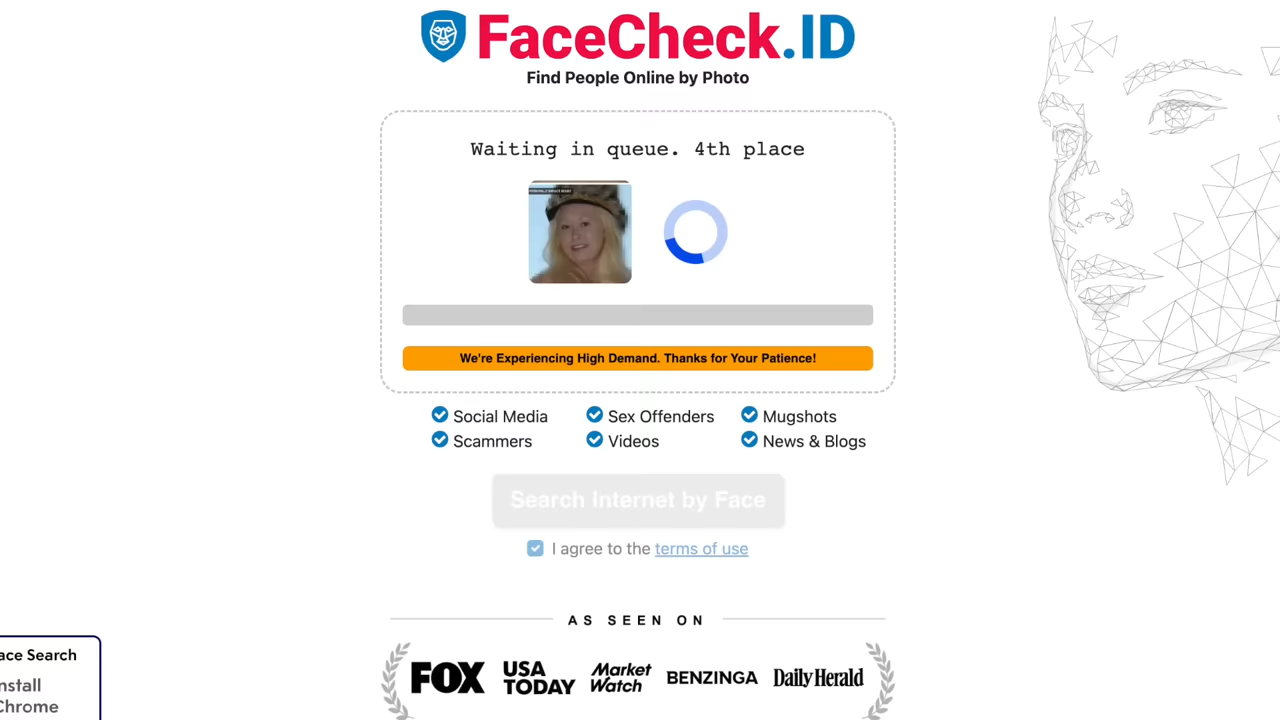 FaceCheck.ID
Find People Online by Photo
Waiting in queue. 4th place
We're Experiencing High Demand. Thanks for Your Patience!
Social Media
Sex Offenders
Mugshots
Scammers
Videos
News & Blogs
Search Internet by Face
I agree to the terms of use
AS SEEN ON
FOX
USA
TODAY
Market
Watch
BENZINGA
Daily Herald
ace Search
nstall
Chrome